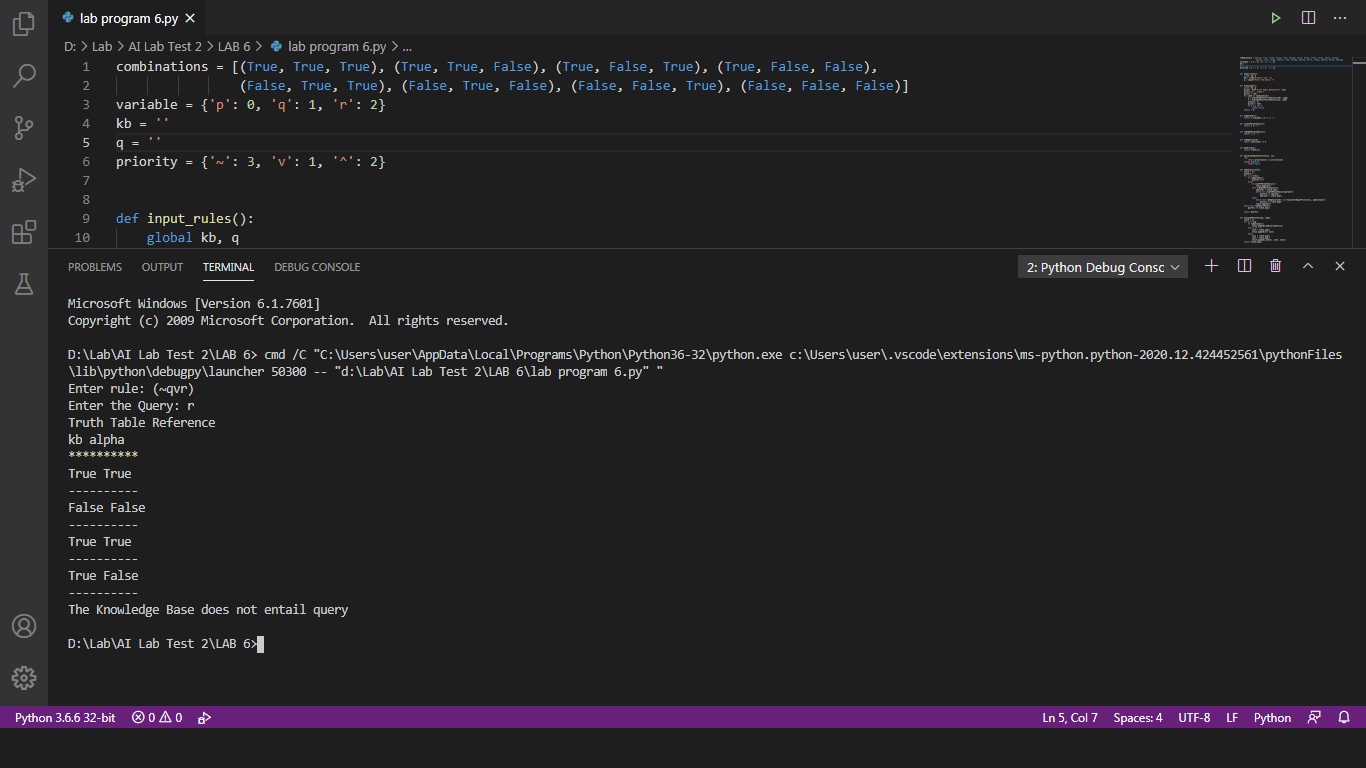 lab program 6.py
D: > Lab > AI Lab Test 2 > LAB 6 > lab program 6.py > ...
1 combinations = [(True, True, True), (True, True, False), (True, False, True), (True, False, False),
2 (False, True, True), (False, True, False), (False, False, True), (False, False, False)]
3 variable = {'p': 0, 'q': 1, 'r': 2}
4 kb = ''
5 q = ''
6 priority = {'~': 3, 'v': 1, '^': 2}
7
8
9 def input_rules():
10 global kb, q
PROBLEMS OUTPUT TERMINAL DEBUG CONSOLE 2: Python Debug Consc
Microsoft Windows [Version 6.1.7601]
Copyright (c) 2009 Microsoft Corporation.  All rights reserved.
D:\Lab\AI Lab Test 2\LAB 6> cmd /C "C:\Users\user\AppData\Local\Programs\Python\Python36-32\python.exe c:\Users\user\.vscode\extensions\ms-python.python-2020.12.424452561\pythonFiles
\lib\python\debugpy\launcher 50300 -- "d:\Lab\AI Lab Test 2\LAB 6\lab program 6.py" "
Enter rule: (~qvr)
Enter the Query: r
Truth Table Reference
kb alpha
**********
True True
----------
False False
----------
True True
----------
True False
----------
The Knowledge Base does not entail query
D:\Lab\AI Lab Test 2\LAB 6>
Python 3.6.6 32-bit 0 0 Ln 5, Col 7 Spaces: 4 UTF-8 LF Python